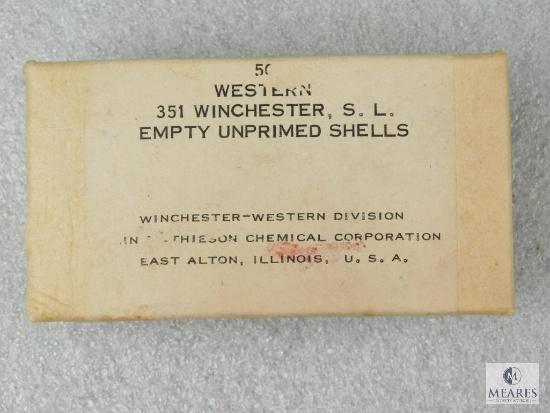 WESTERN
351 WINCHESTER, S. L.
EMPTY UNPRIMED SHELLS
WINCHESTER-WESTERN DIVISION
CHEMICAL CORPORATION
EAST ALTON, ILLINOIS, U. S. A.
MEARES